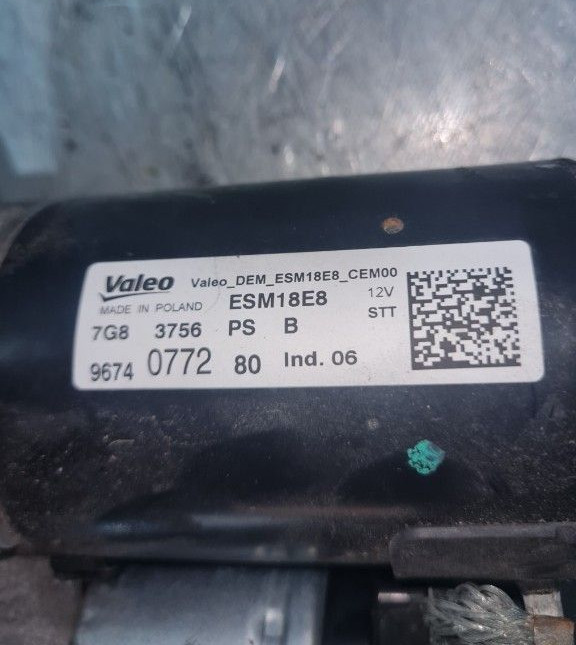 Valeo Valeo_DEM_ESM18E8_CEM00
MADE IN POLAND ESM18E8 12V
7G8 3756 PS B STT
9674 0772 80 Ind. 06